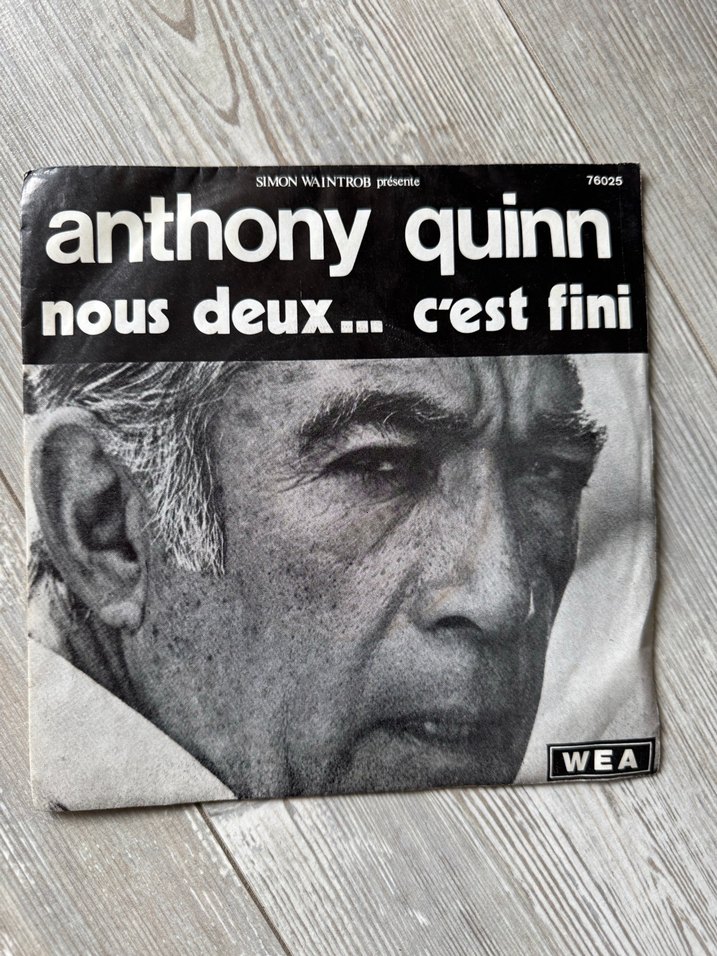 SIMON WAINTROB présente
76025
anthony quinn
nous deux... c'est fini
WEA